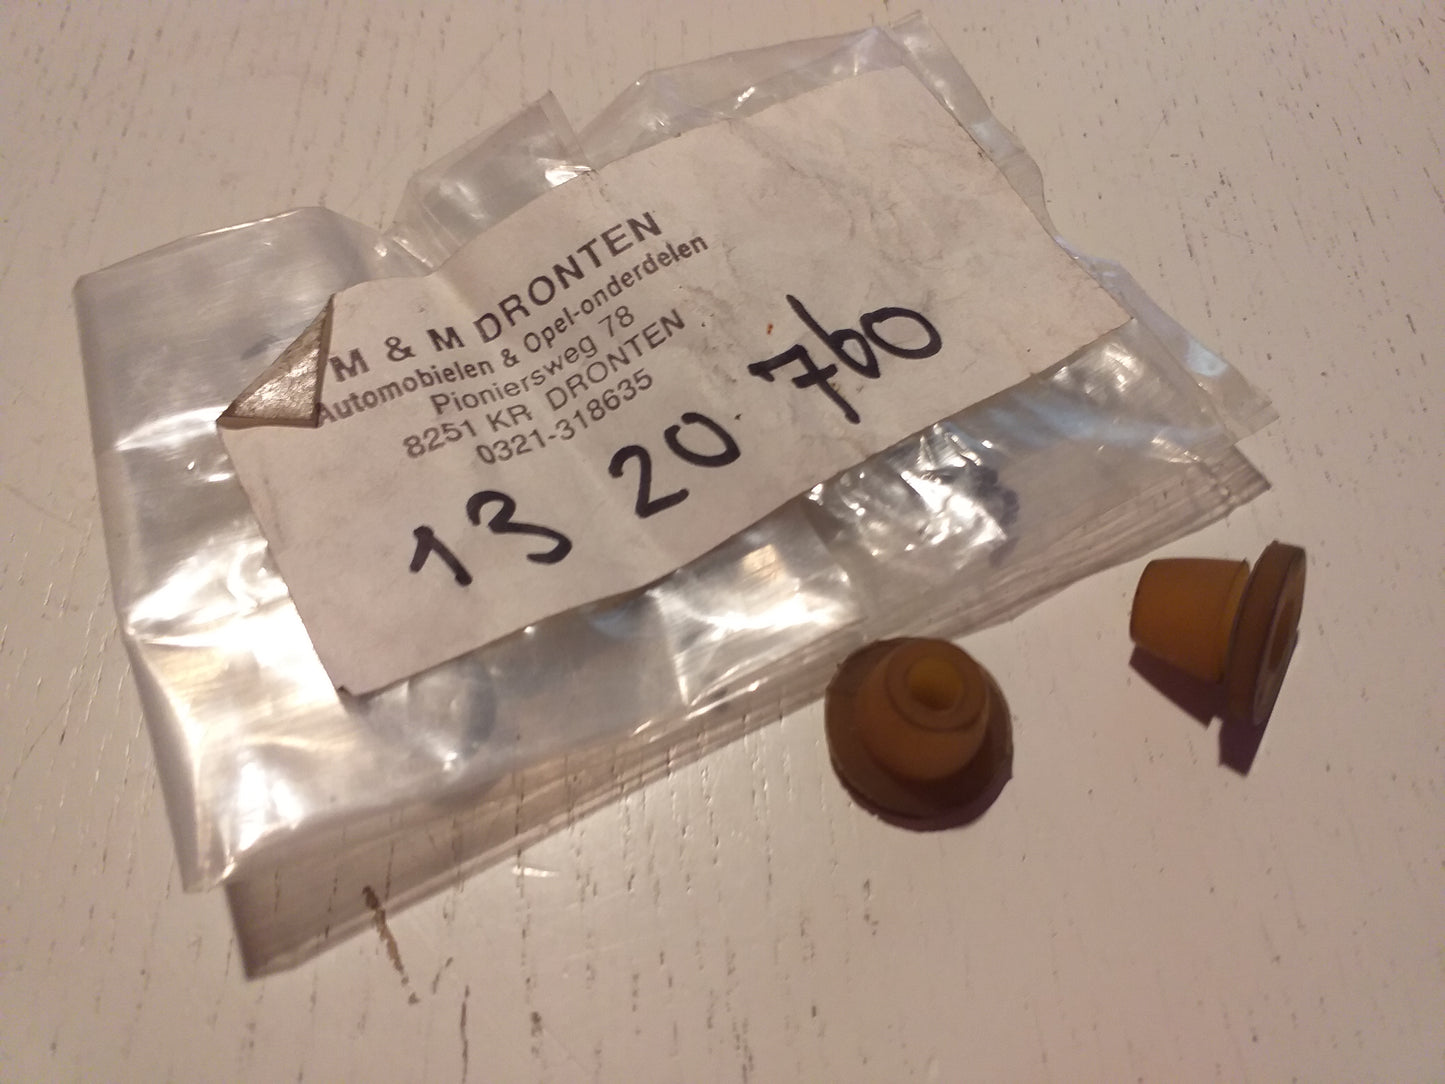 M & M DRONTEN
Automobielen & Opel-onderdelen
Pioniersweg 78
8251 KR DRONTEN
0321-318635
13 20 760